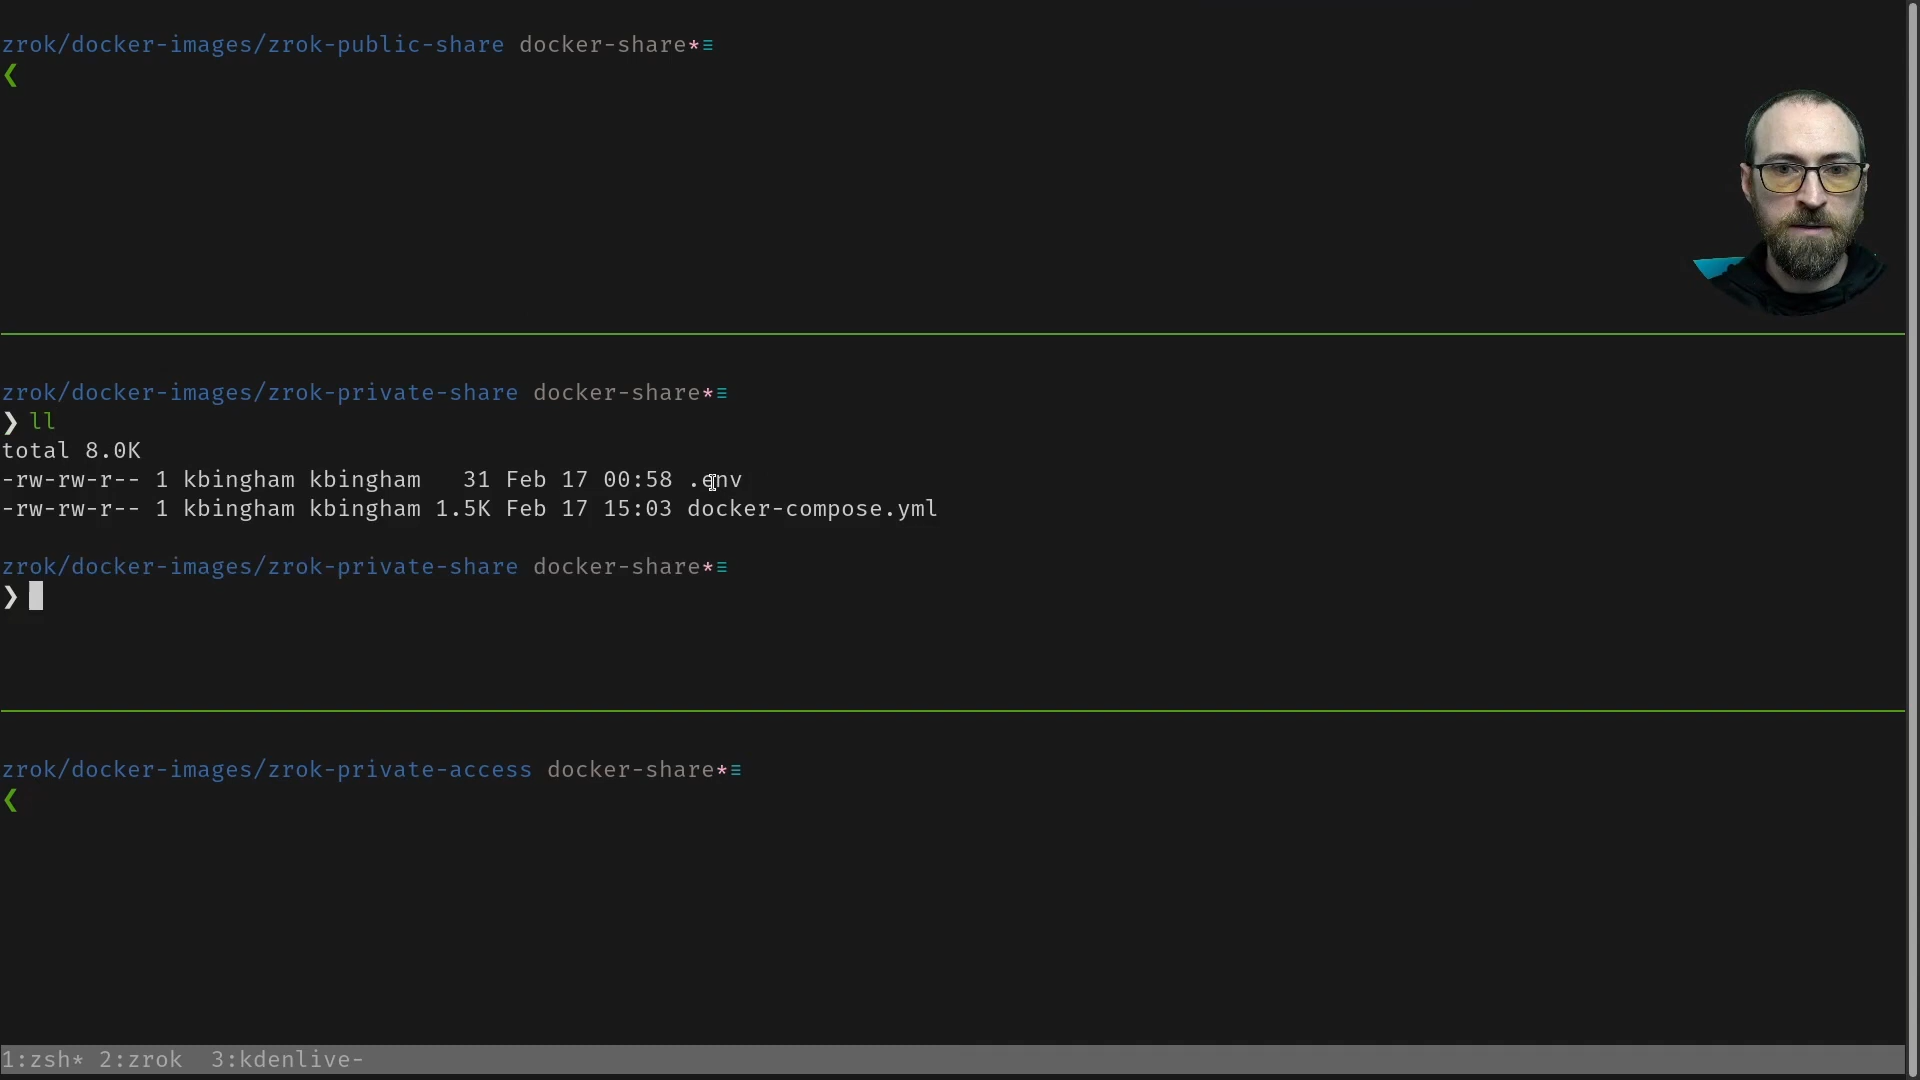 zrok/docker-images/zrok-public-share docker-share*≡
❮
zrok/docker-images/zrok-private-share docker-share*≡
❯ ll
total 8.0K
-rw-rw-r-- 1 kbingham kbingham   31 Feb 17 00:58 .env
-rw-rw-r-- 1 kbingham kbingham 1.5K Feb 17 15:03 docker-compose.yml
zrok/docker-images/zrok-private-share docker-share*≡
❯
zrok/docker-images/zrok-private-access docker-share*≡
❮
1:zsh* 2:zrok  3:kdenlive-